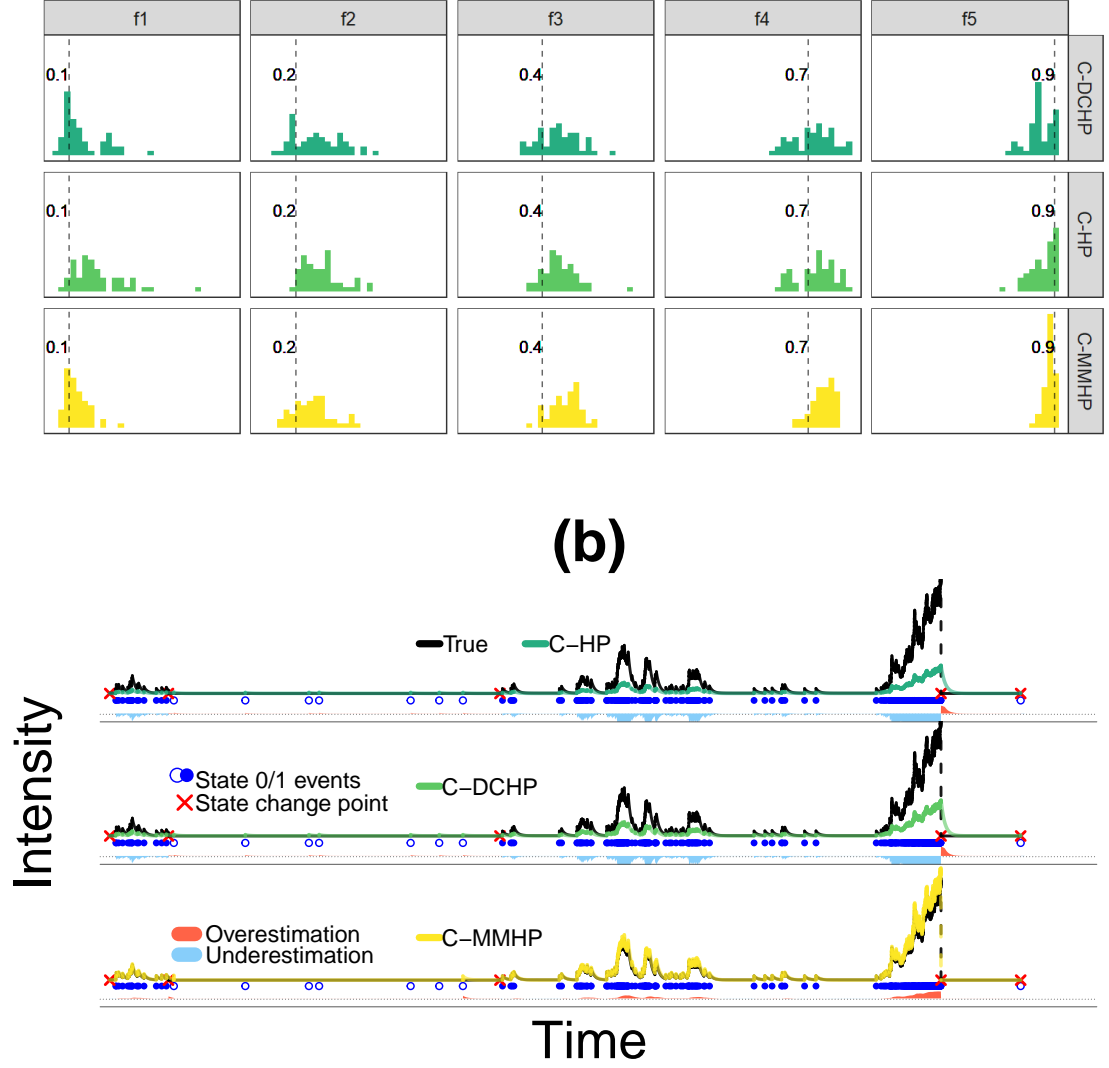 f1 f2 f3 f4 f5
0.1 0.2 0.4 0.7 0.9 C-DCHP
0.1 0.2 0.4 0.7 0.9 C-HP
0.1 0.2 0.4 0.7 0.9 C-MMHP
(b)
True C−HP
State 0/1 events C−DCHP
State change point
Overestimation C−MMHP
Underestimation
Intensity
Time